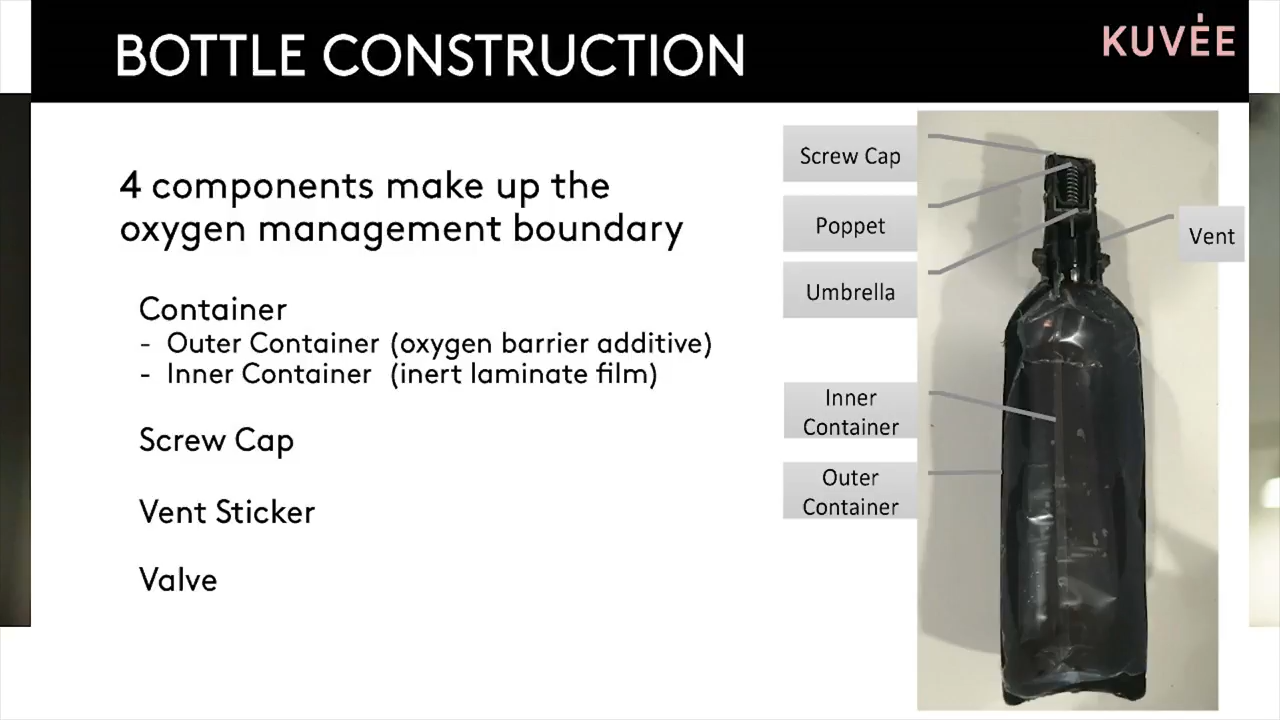 BOTTLE CONSTRUCTION
KUVÉE
4 components make up the
oxygen management boundary
Container
- Outer Container (oxygen barrier additive)
- Inner Container (inert laminate film)
Screw Cap
Vent Sticker
Valve
Screw Cap
Poppet
Umbrella
Vent
Inner
Container
Outer
Container